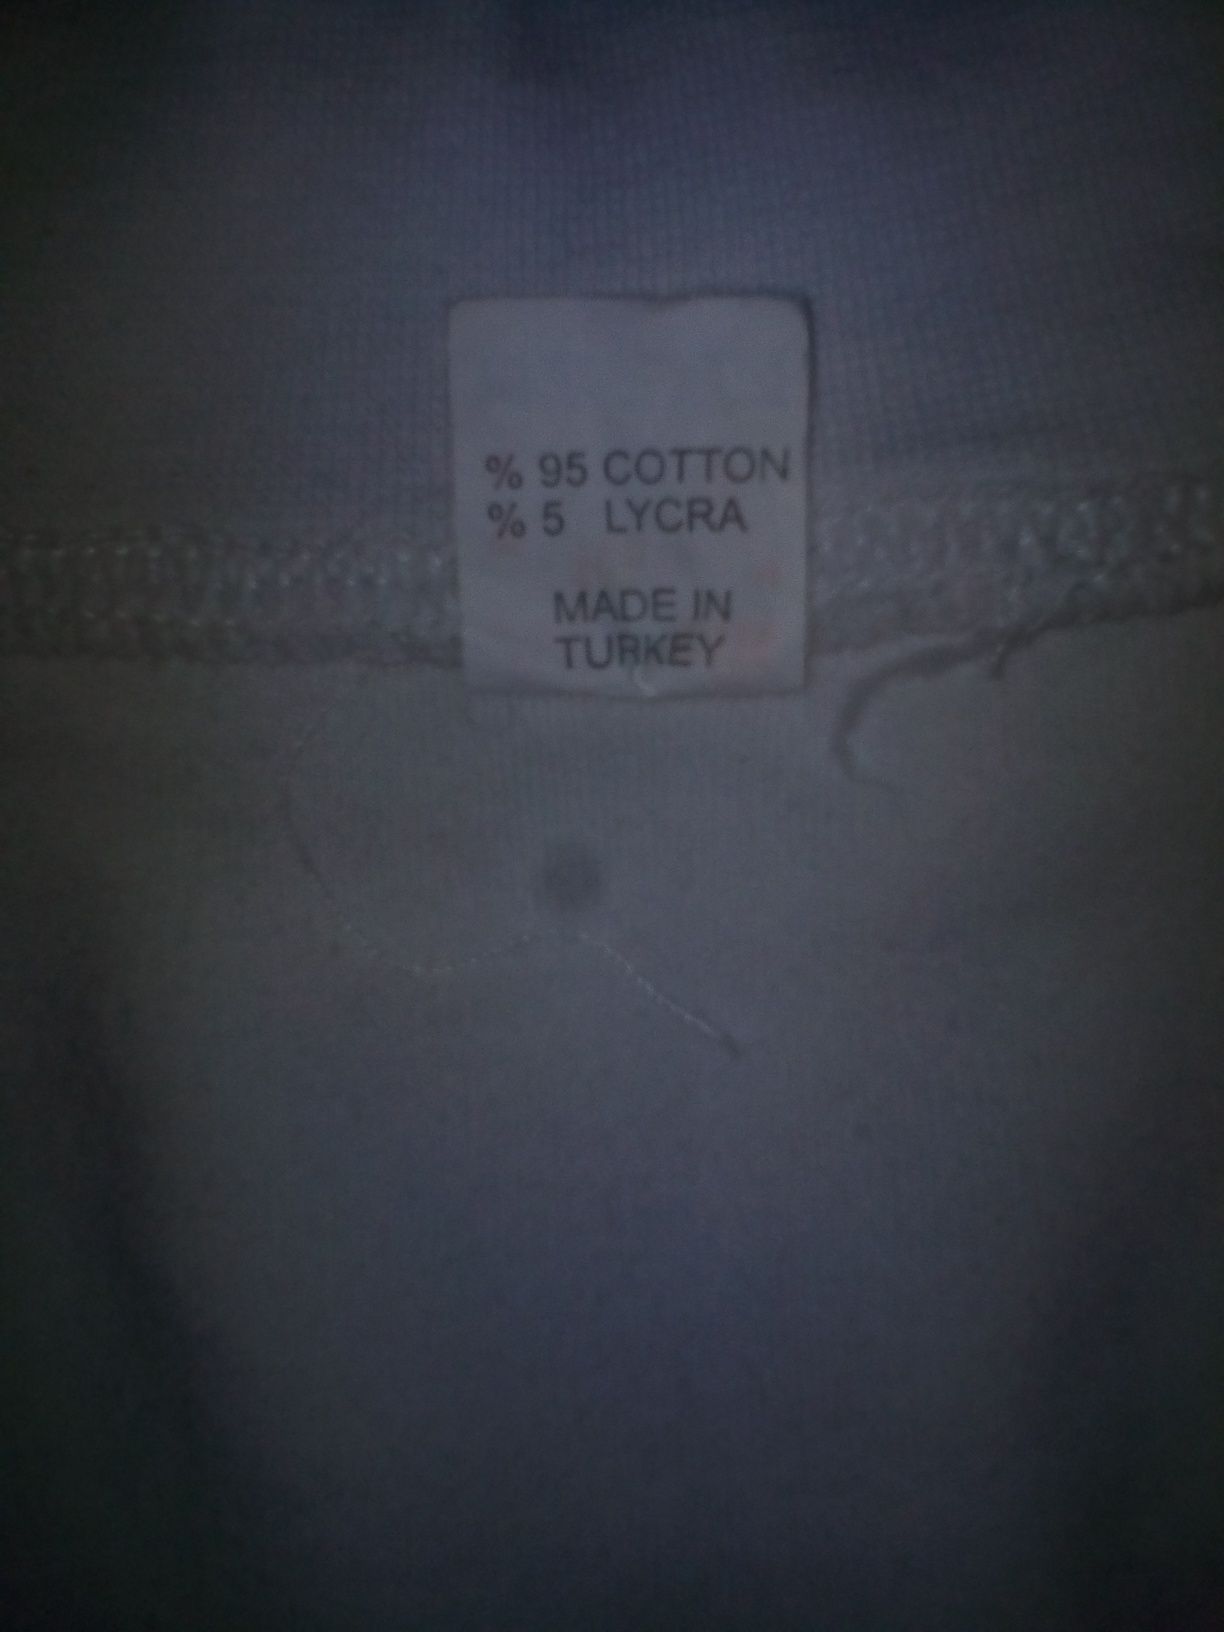 % 95 COTTON
% 5 LYCRA
MADE IN
TURKEY